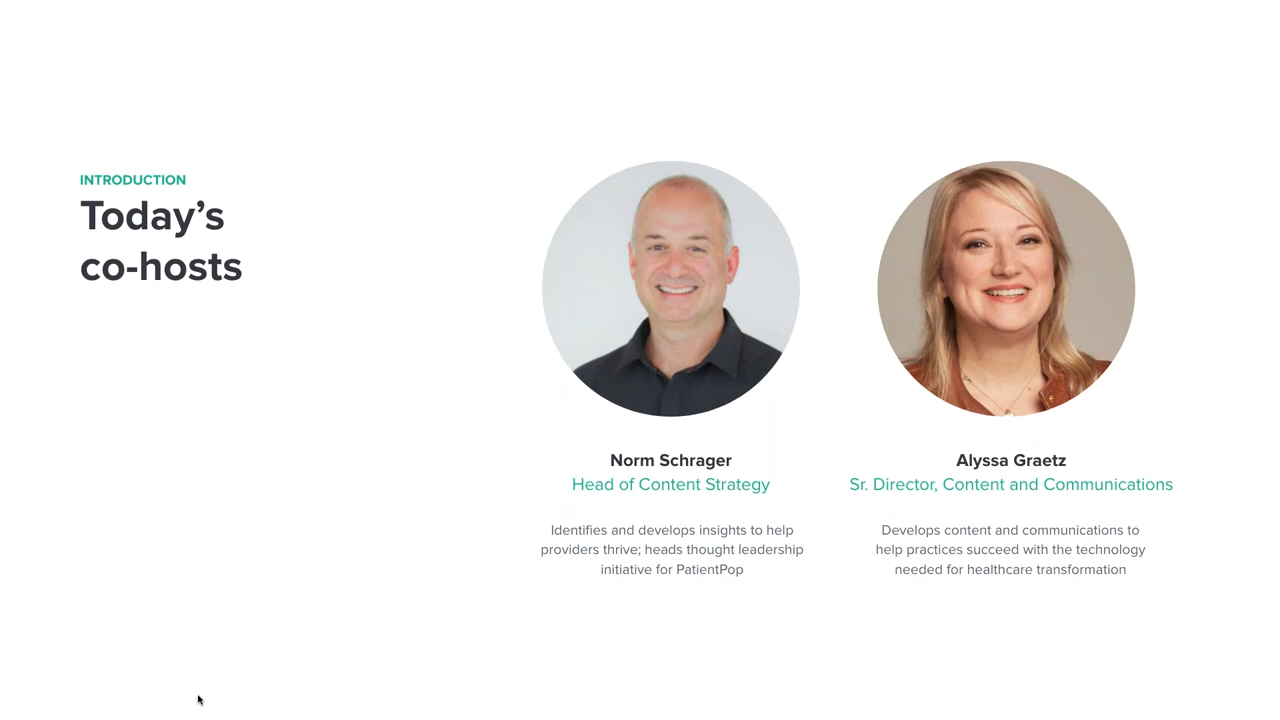 INTRODUCTION
Today’s
co-hosts
Norm Schrager
Head of Content Strategy
Identifies and develops insights to help
providers thrive; heads thought leadership
initiative for PatientPop
Alyssa Graetz
Sr. Director, Content and Communications
Develops content and communications to
help practices succeed with the technology
needed for healthcare transformation